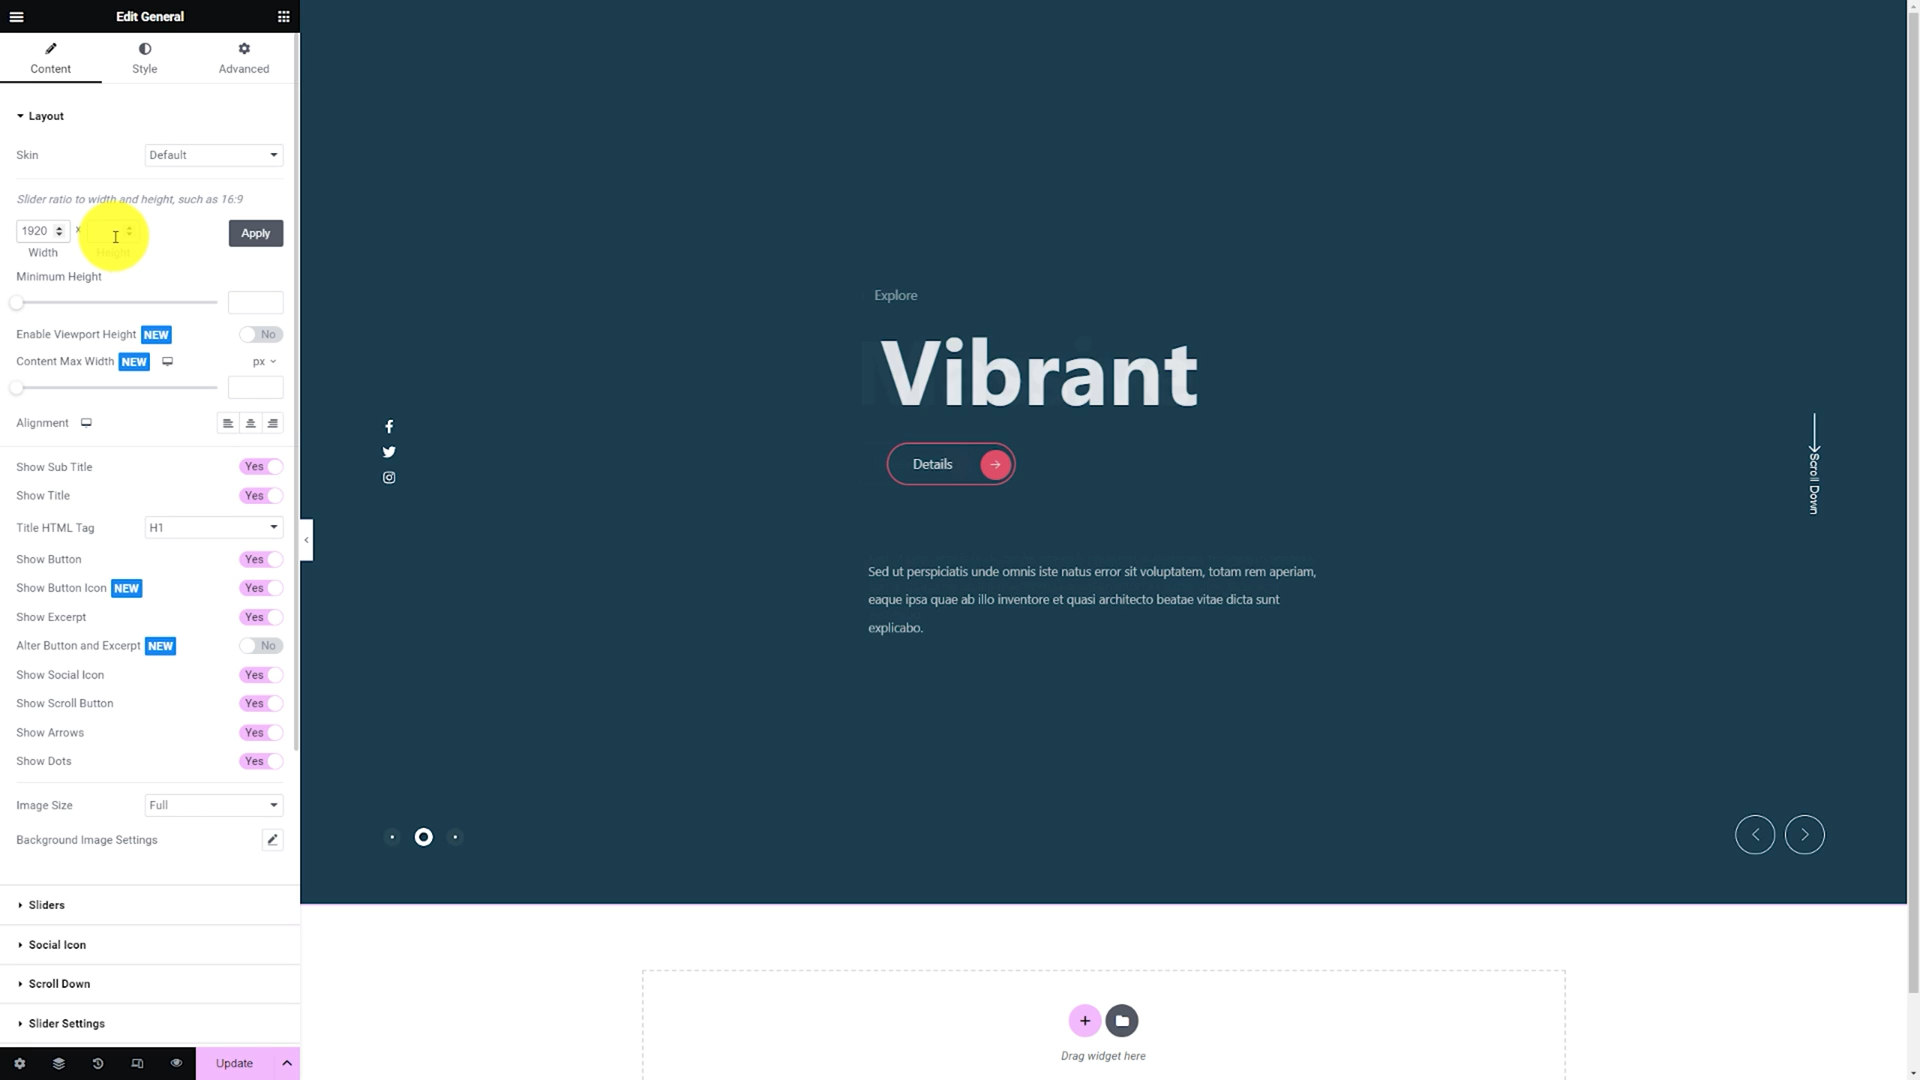 Edit General
Content
Style
Advanced
Layout
Skin
Default
Slider ratio to width and height, such as 16:9
1920
x
Apply
Width
Height
Minimum Height
Enable Viewport Height NEW
No
Content Max Width NEW
px
Alignment
Show Sub Title
Yes
Show Title
Yes
Title HTML Tag
H1
Show Button
Yes
Show Button Icon NEW
Yes
Show Excerpt
Yes
Alter Button and Excerpt NEW
No
Show Social Icon
Yes
Show Scroll Button
Yes
Show Arrows
Yes
Show Dots
Yes
Image Size
Full
Background Image Settings
Sliders
Social Icon
Scroll Down
Slider Settings
Update
Explore
Vibrant
Details
Sed ut perspiciatis unde omnis iste natus error sit voluptatem, totam rem aperiam,
eaque ipsa quae ab illo inventore et quasi architecto beatae vitae dicta sunt
explicabo.
Scroll Down
Drag widget here